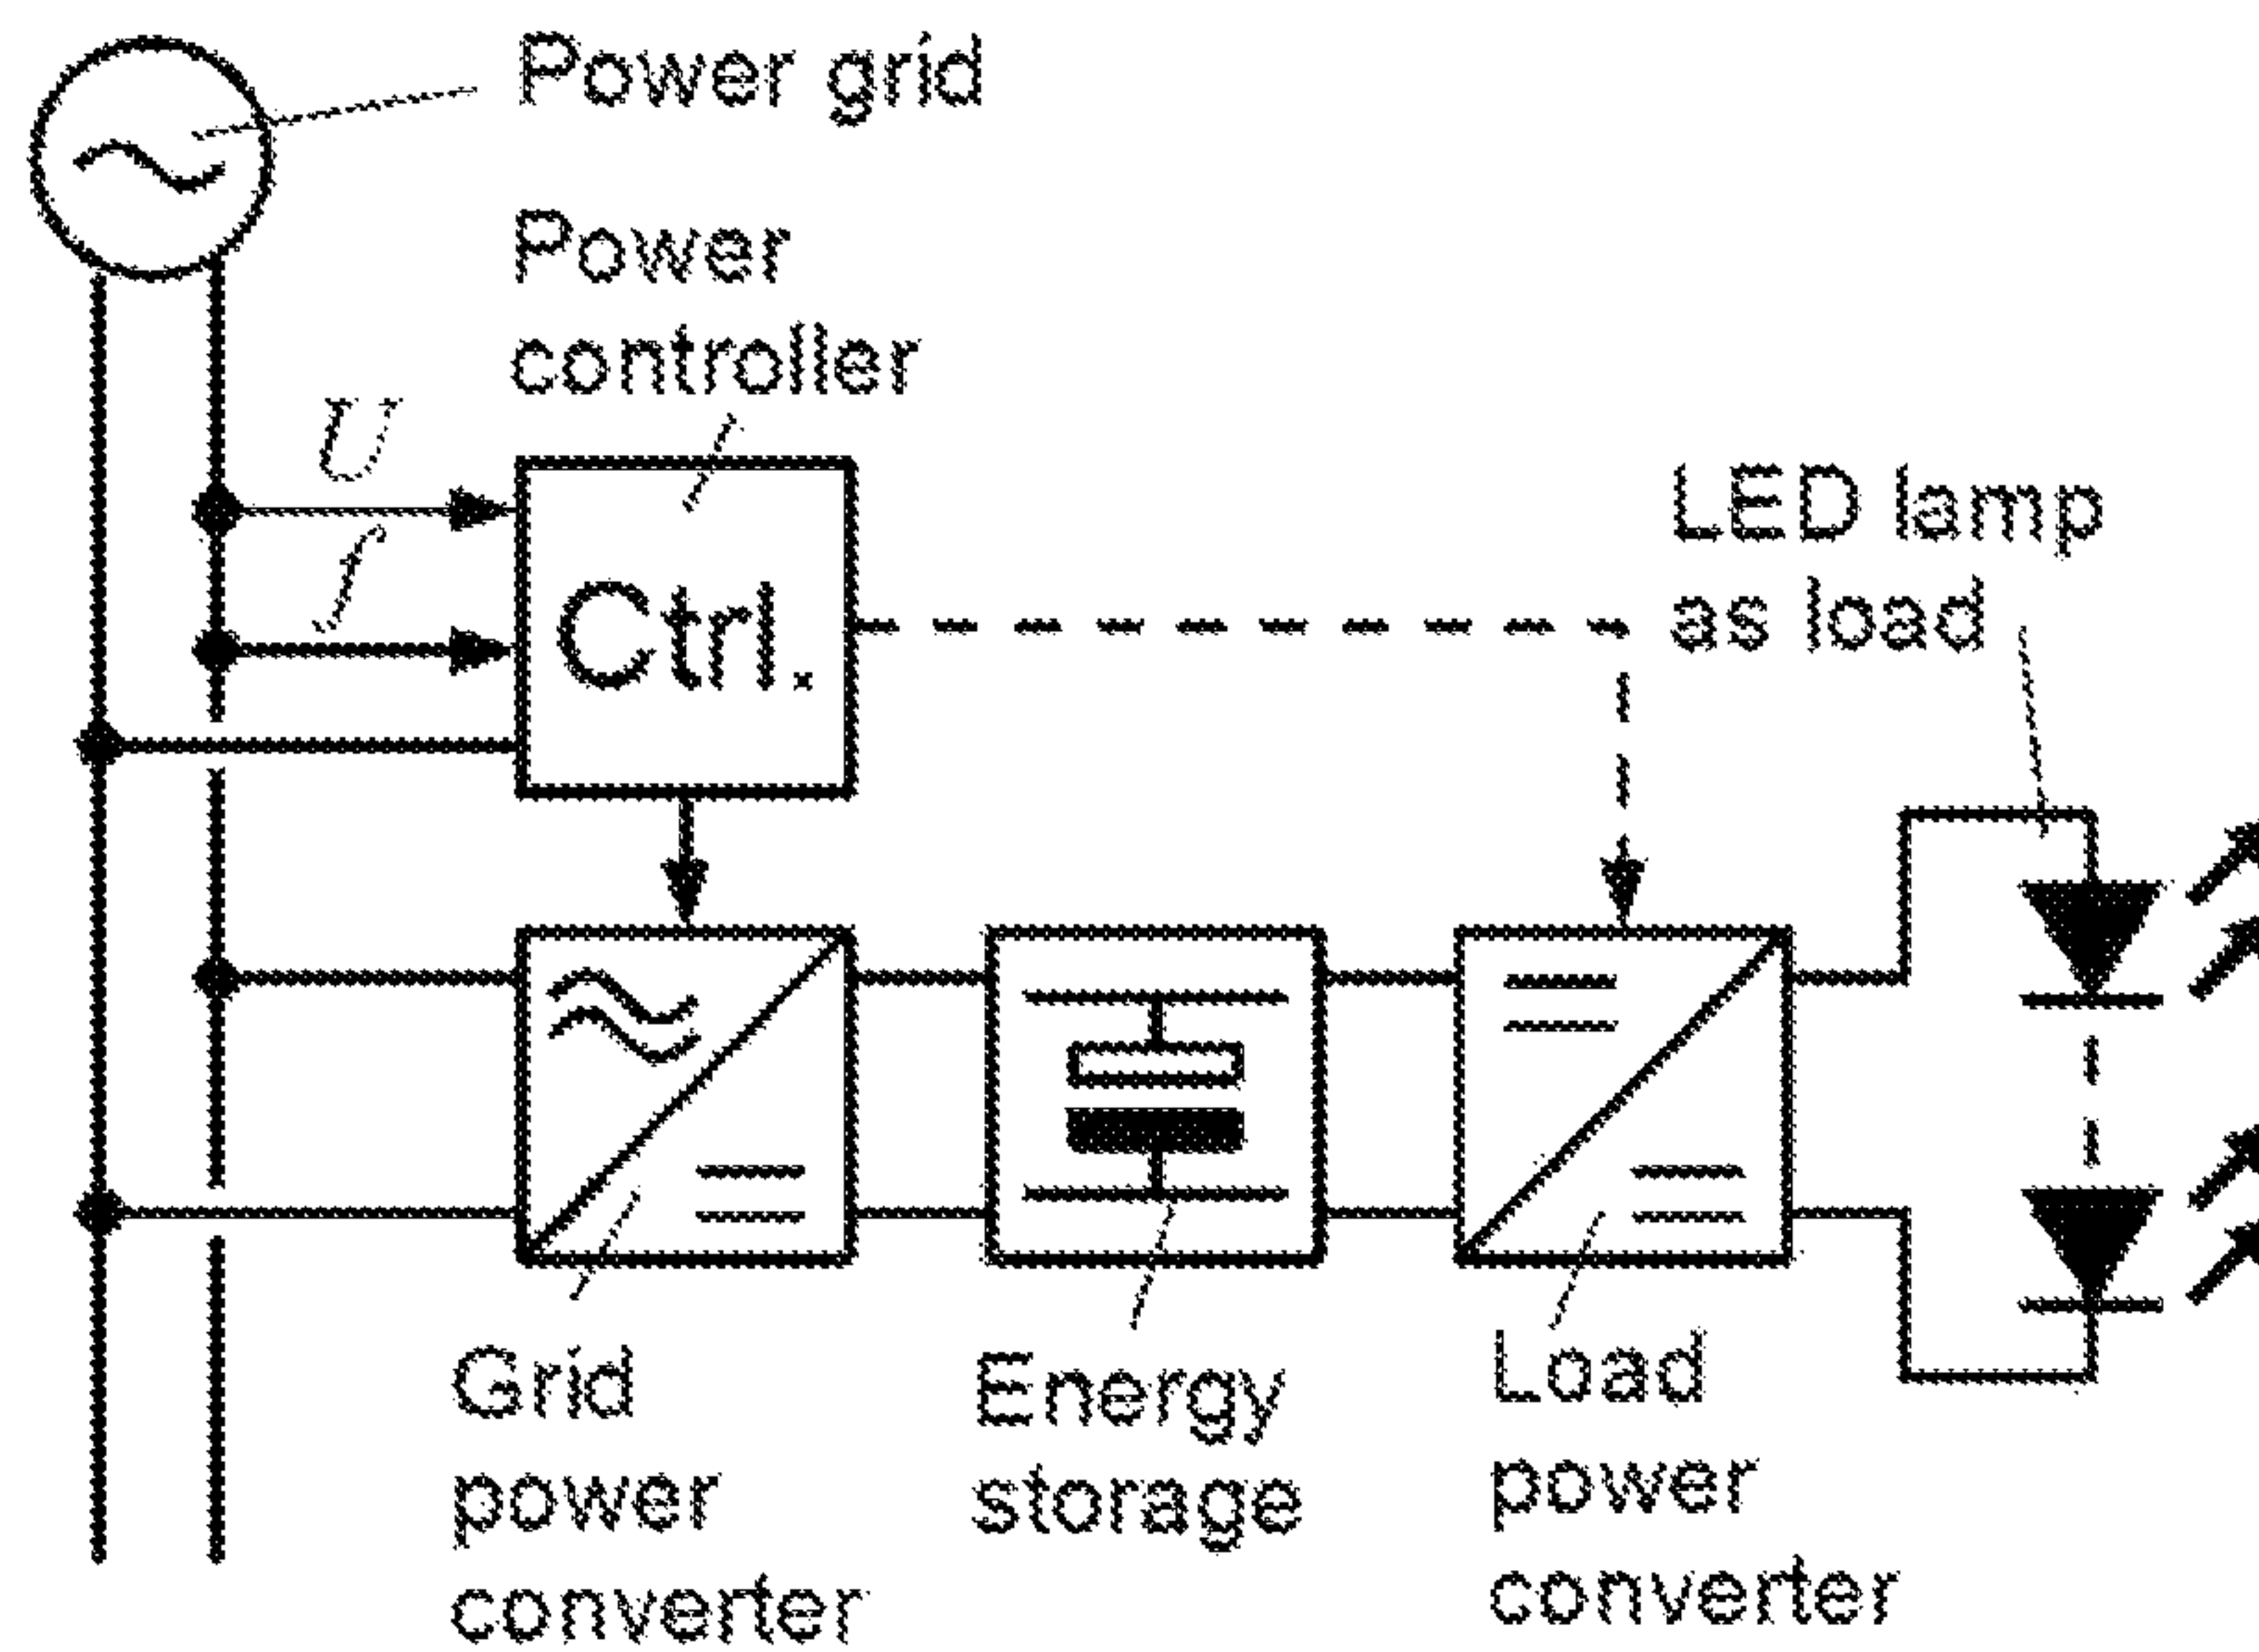 Power grid
Power
controller
U
f
Ctrl.
LED lamp
as load
Grid
power
converter
Energy
storage
Load
power
converter